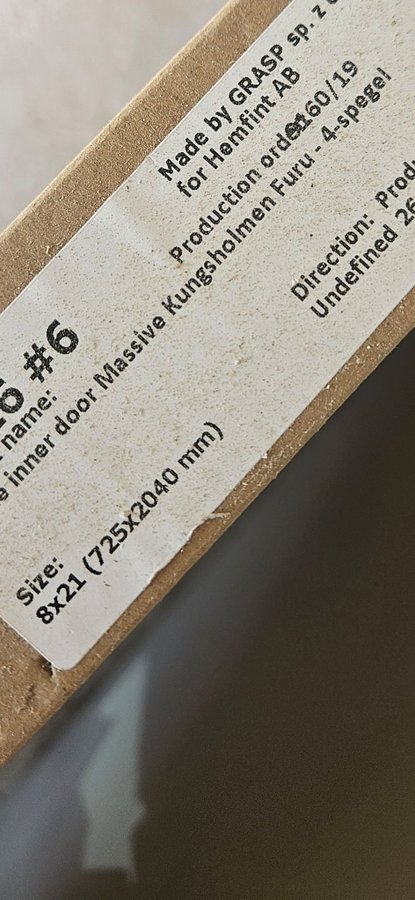 Made by GRASP sp. z
for Hemfint AB
Production order: 60/19
6 #6
name:
inner door Massive Kungsholmen Furu - 4-spegel
Size:
8x21 (725x2040 mm)
Direction: Prod
Undefined 26